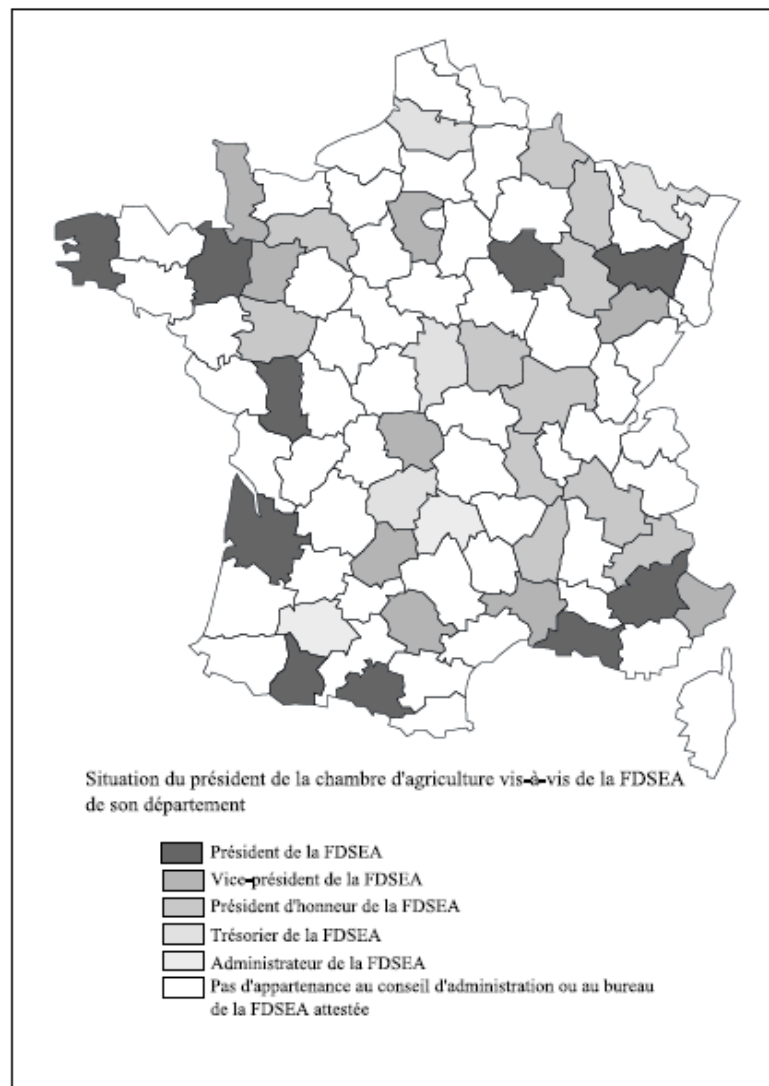 Situation du président de la chambre d'agriculture vis-à-vis de la FDSEA
de son département
Président de la FDSEA
Vice-président de la FDSEA
Président d'honneur de la FDSEA
Trésorier de la FDSEA
Administrateur de la FDSEA
Pas d'appartenance au conseil d'administration ou au bureau
de la FDSEA attestée